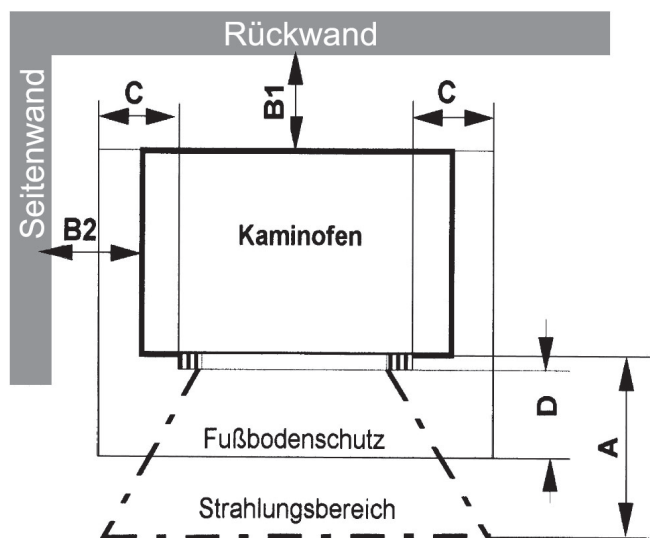 Rückwand
Seitenwand
C
B1
C
B2
Kaminofen
D
A
Fußbodenschutz
Strahlungsbereich